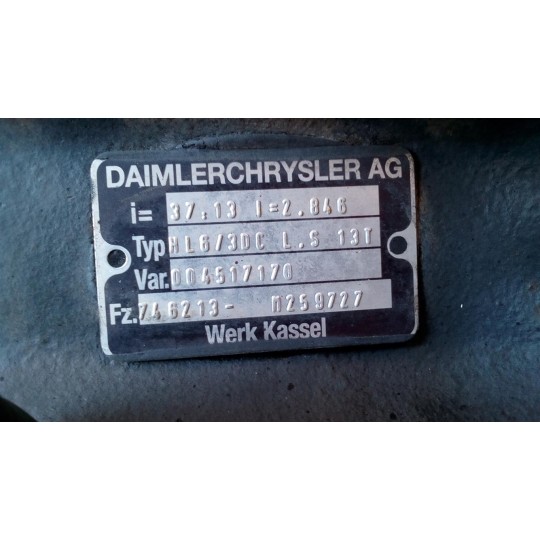 DAIMLERCHRYSLER AG
i= 37:13 I=2.846
Typ HL6/3DC L.S 13T
Var. 004517170
Fz. 746213- M259727
Werk Kassel